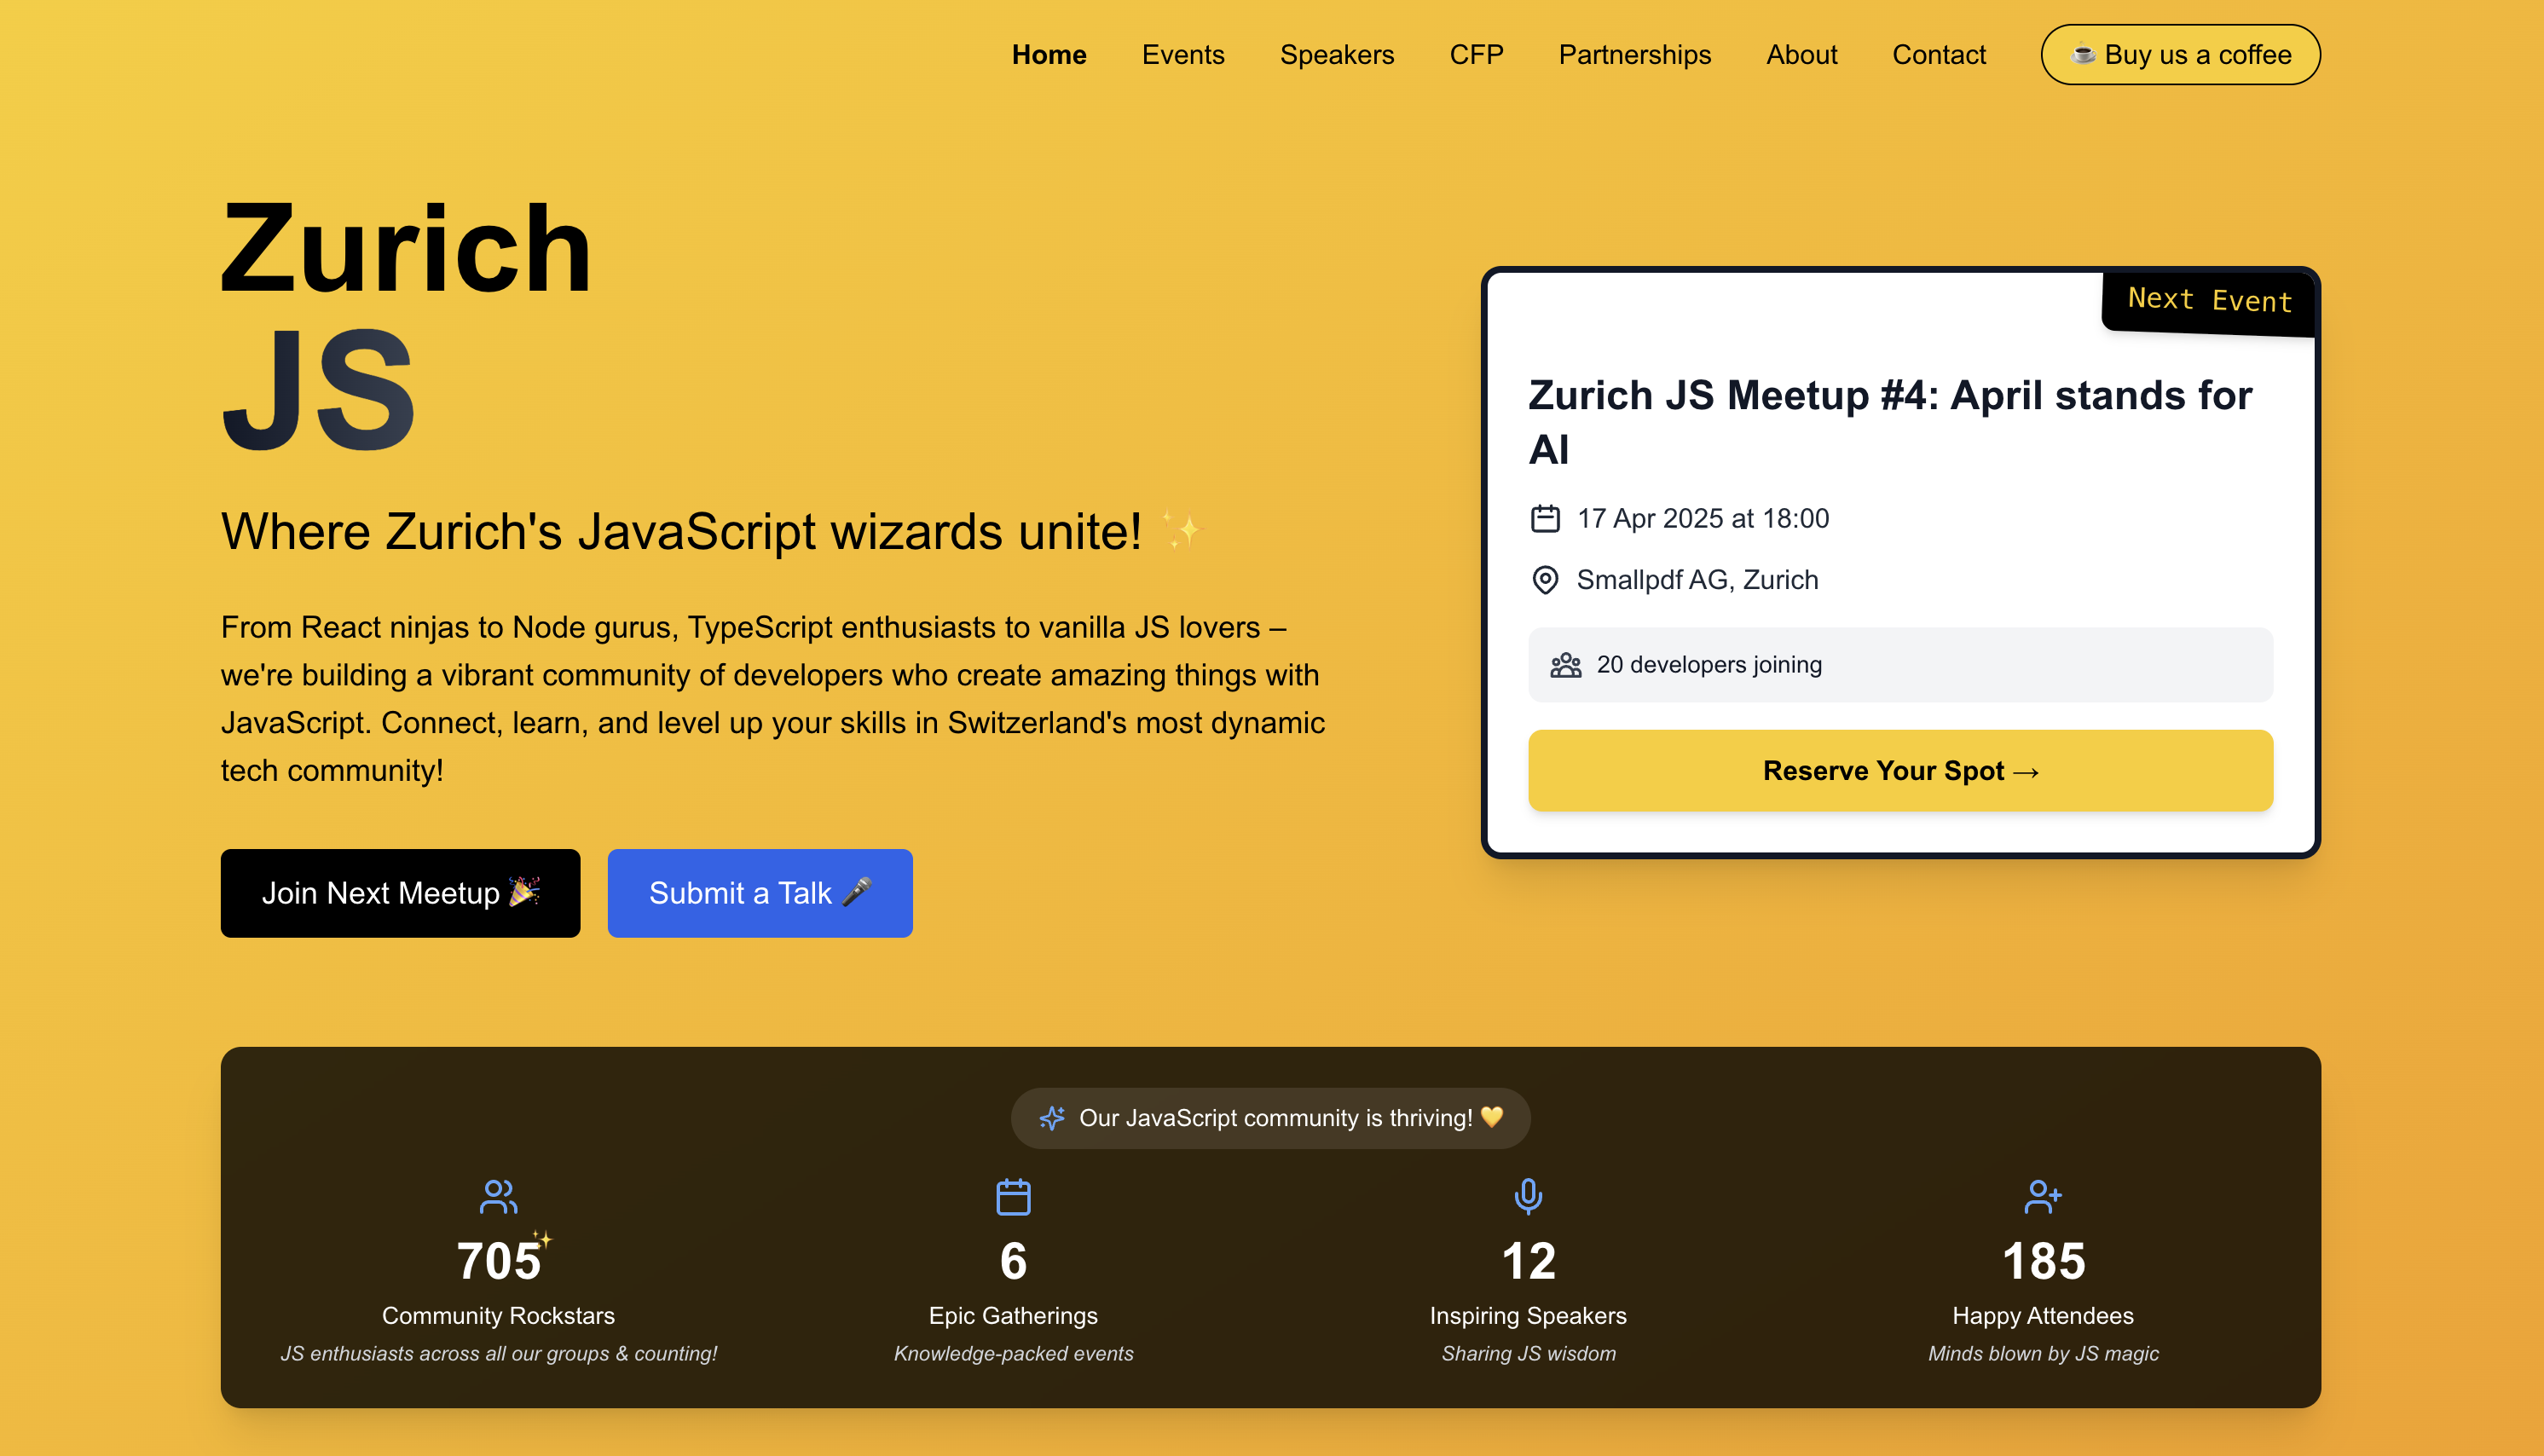 Home Events Speakers CFP Partnerships About Contact ☕ Buy us a coffee
Zurich
JS
Where Zurich's JavaScript wizards unite! ✨
From React ninjas to Node gurus, TypeScript enthusiasts to vanilla JS lovers –
we're building a vibrant community of developers who create amazing things with
JavaScript. Connect, learn, and level up your skills in Switzerland's most dynamic
tech community!
Join Next Meetup 🎉
Submit a Talk 🎤
Next Event
Zurich JS Meetup #4: April stands for
AI
17 Apr 2025 at 18:00
Smallpdf AG, Zurich
20 developers joining
Reserve Your Spot →
Our JavaScript community is thriving! 💛
705✨
Community Rockstars
JS enthusiasts across all our groups & counting!
6
Epic Gatherings
Knowledge-packed events
12
Inspiring Speakers
Sharing JS wisdom
185
Happy Attendees
Minds blown by JS magic